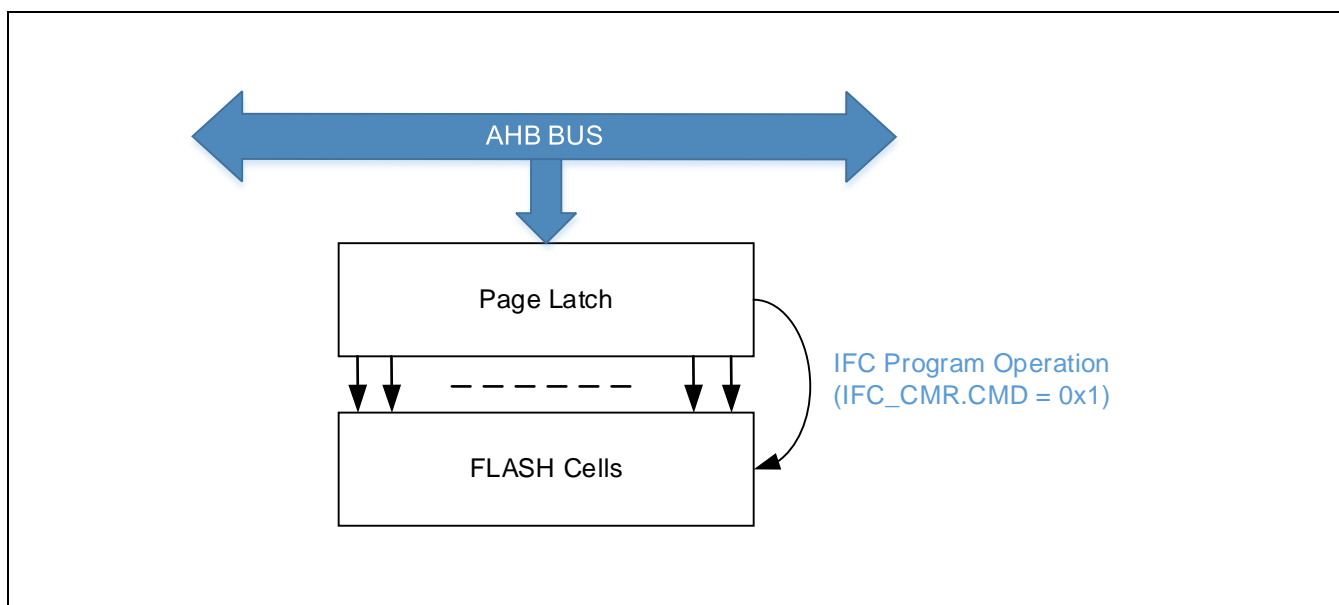 AHB BUS
Page Latch
IFC Program Operation
(IFC_CMR.CMD = 0x1)
FLASH Cells